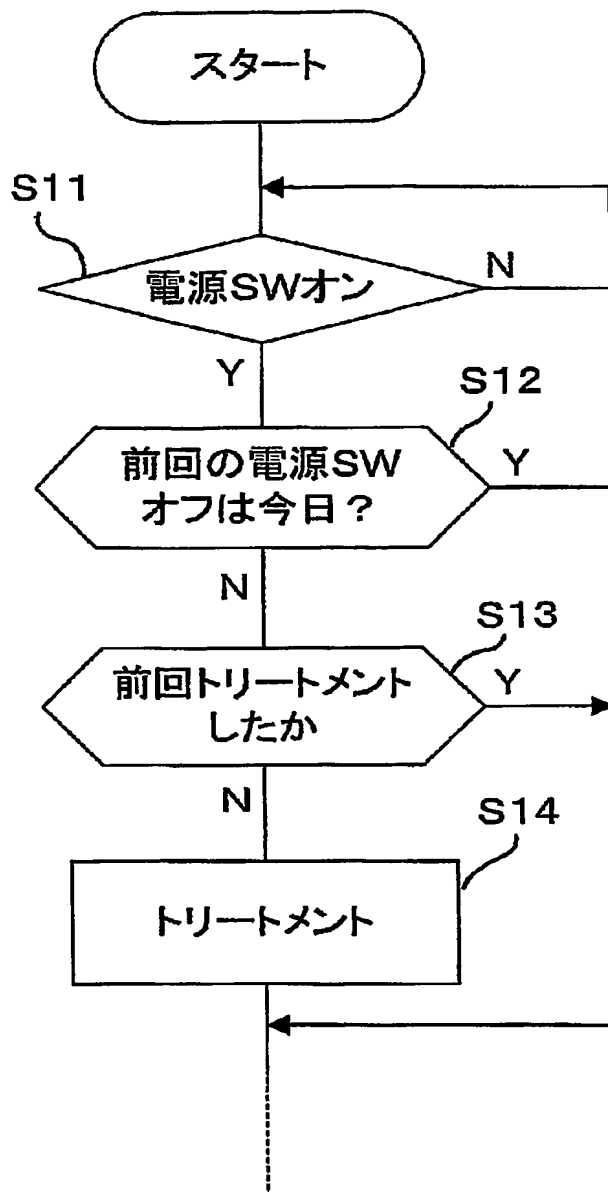 スタート
S11
電源SWオン
N
Y
S12
前回の電源SW
オフは今日？
Y
N
S13
前回トリートメント
したか
Y
N
S14
トリートメント